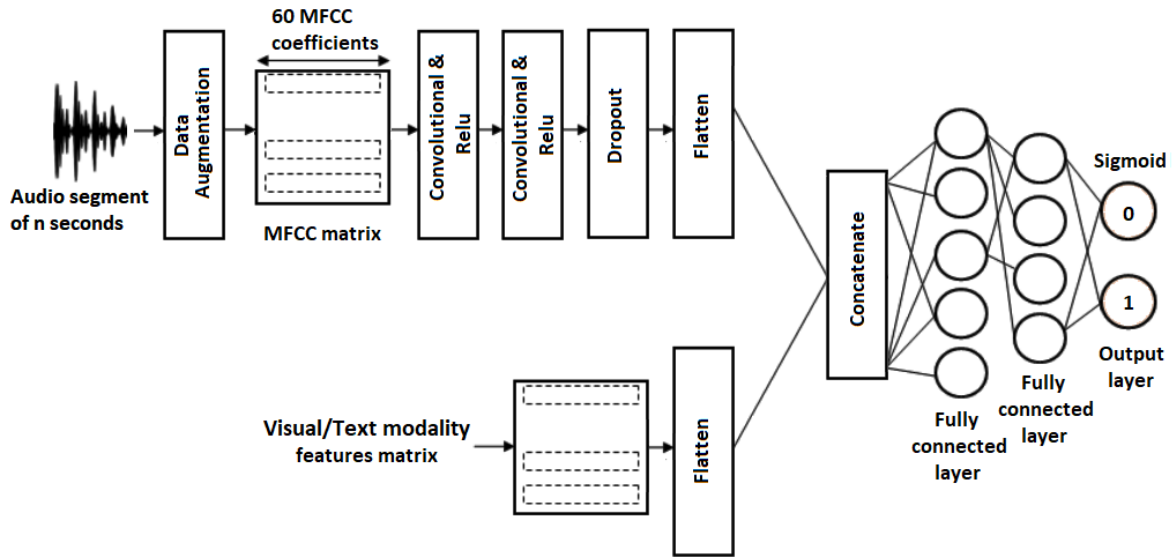 60 MFCC
coefficients
Audio segment
of n seconds
Data
Augmentation
MFCC matrix
Convolutional &
Relu
Convolutional &
Relu
Dropout
Flatten
Visual/Text modality
features matrix
Flatten
Concatenate
Fully
connected
layer
Fully
connected
layer
Sigmoid
0
1
Output
layer